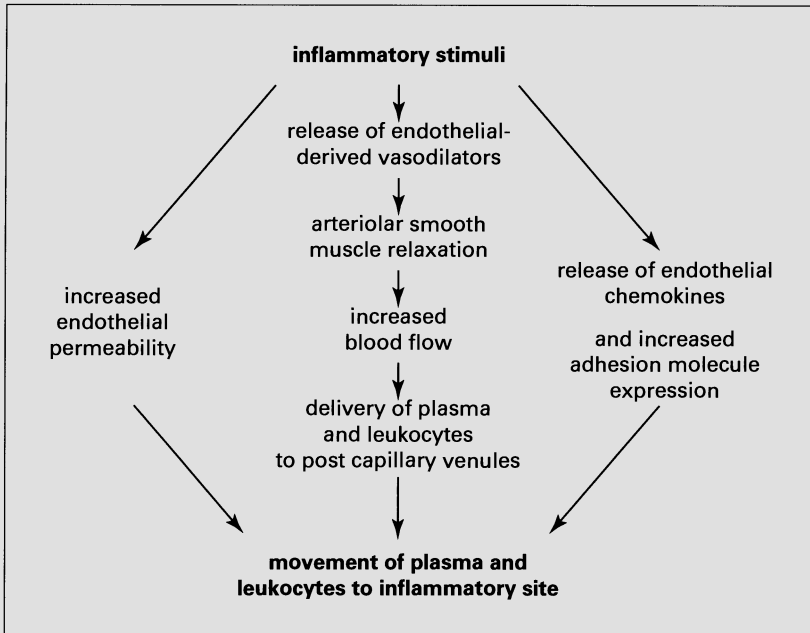 inflammatory stimuli
release of endothelial-
derived vasodilators
arteriolar smooth
muscle relaxation
increased
endothelial
permeability
increased
blood flow
delivery of plasma
and leukocytes
to post capillary venules
release of endothelial
chemokines
and increased
adhesion molecule
expression
movement of plasma and
leukocytes to inflammatory site